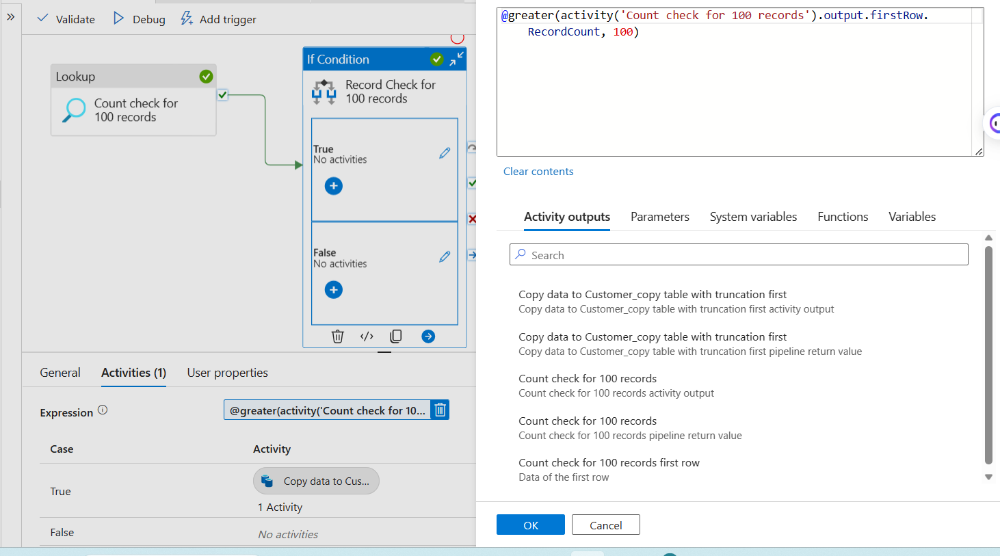 Validate
Debug
Add trigger
Lookup
Count check for
100 records
If Condition
Record Check for
100 records
True
No activities
False
No activities
General
Activities (1)
User properties
Expression
@greater(activity('Count check for 10...
Case
Activity
True
Copy data to Cus...
1 Activity
False
No activities
@greater(activity('Count check for 100 records').output.firstRow.
RecordCount, 100)
Clear contents
Activity outputs
Parameters
System variables
Functions
Variables
Search
Copy data to Customer_copy table with truncation first
Copy data to Customer_copy table with truncation first activity output
Copy data to Customer_copy table with truncation first
Copy data to Customer_copy table with truncation first pipeline return value
Count check for 100 records
Count check for 100 records activity output
Count check for 100 records
Count check for 100 records pipeline return value
Count check for 100 records first row
Data of the first row
OK
Cancel